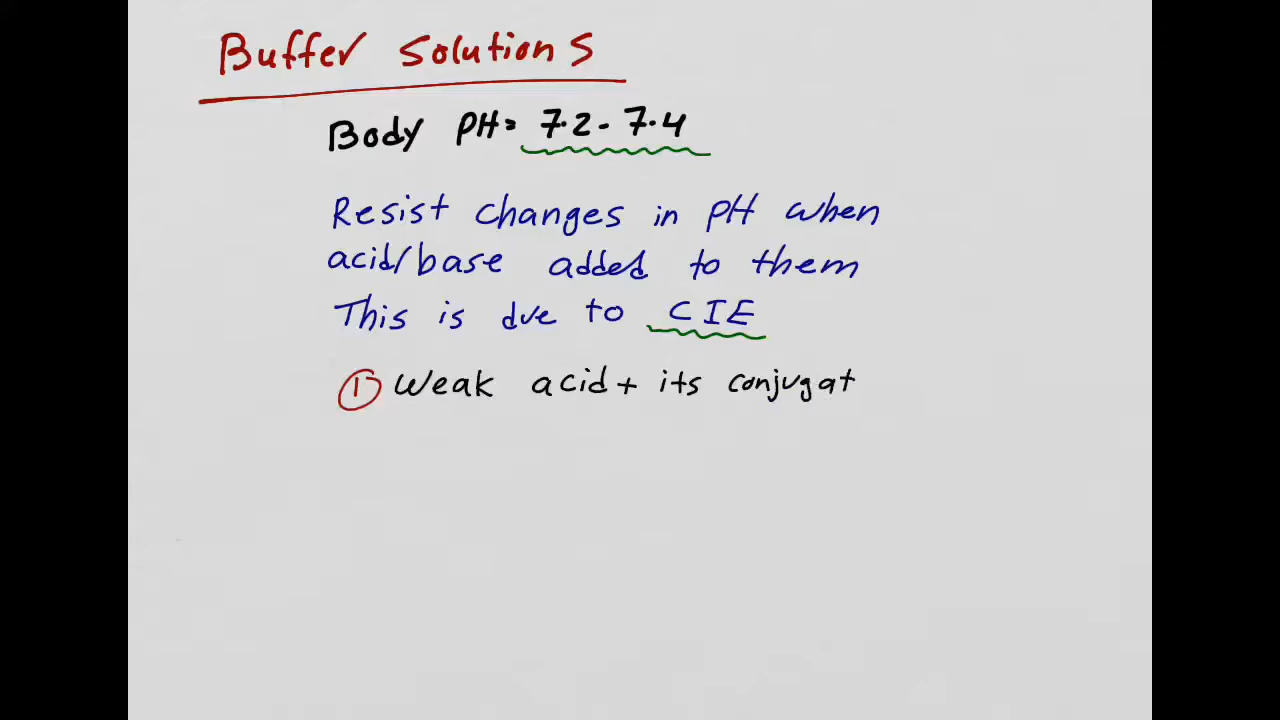 Buffer Solutions
Body PH= 7.2 - 7.4
Resist changes in PH when
acid/base added to them
This is due to CIE
① Weak acid + its conjugat